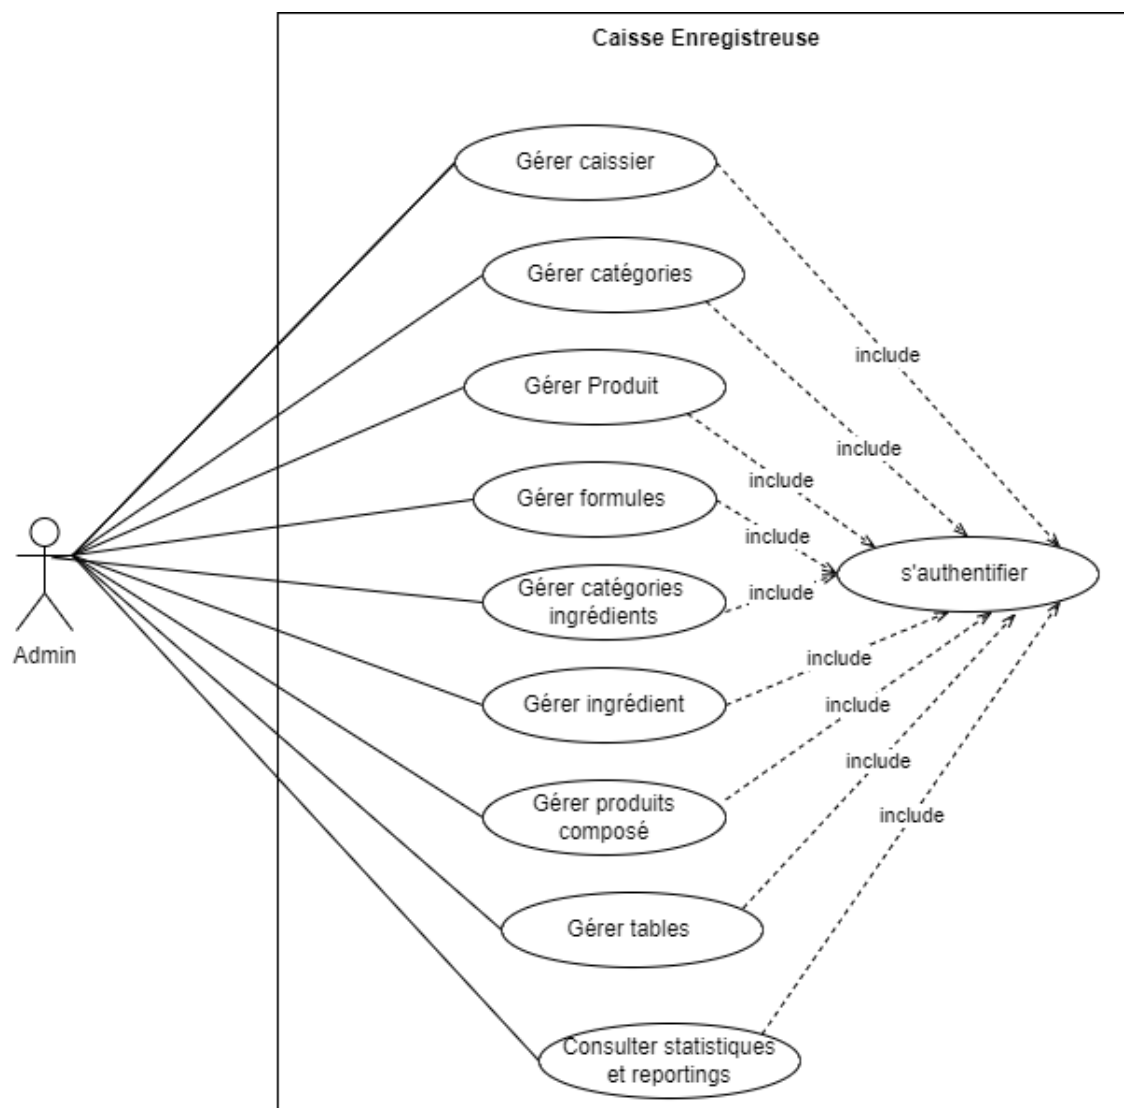 Caisse Enregistreuse
Gérer caissier
Gérer catégories
include
Gérer Produit
include
include
Gérer formules
include
s'authentifier
Gérer catégories
ingrédients
include
Admin
include
Gérer ingrédient
include
include
Gérer produits
composé
include
Gérer tables
Consulter statistiques
et reportings